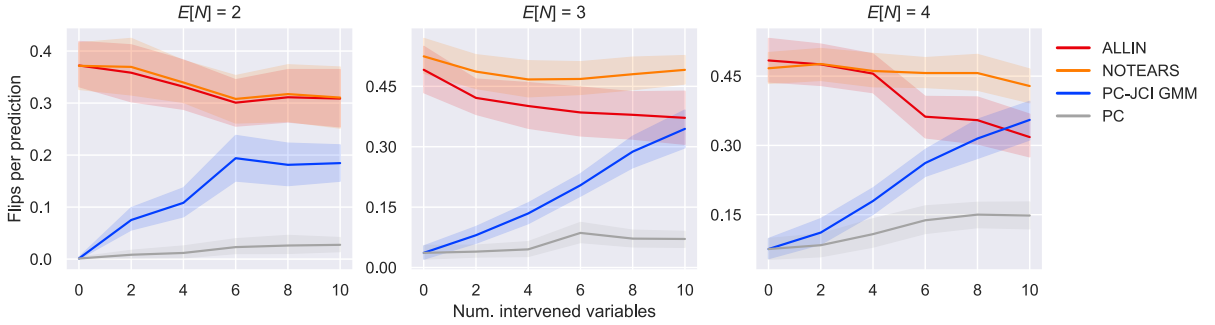 E[N] = 2
E[N] = 3
E[N] = 4
Flips per prediction
0.4
0.3
0.2
0.1
0.0
0 2 4 6 8 10
0.45
0.30
0.15
0.00
0 2 4 6 8 10
0.45
0.30
0.15
0 2 4 6 8 10
Num. intervened variables
ALLIN
NOTEARS
PC-JCI GMM
PC